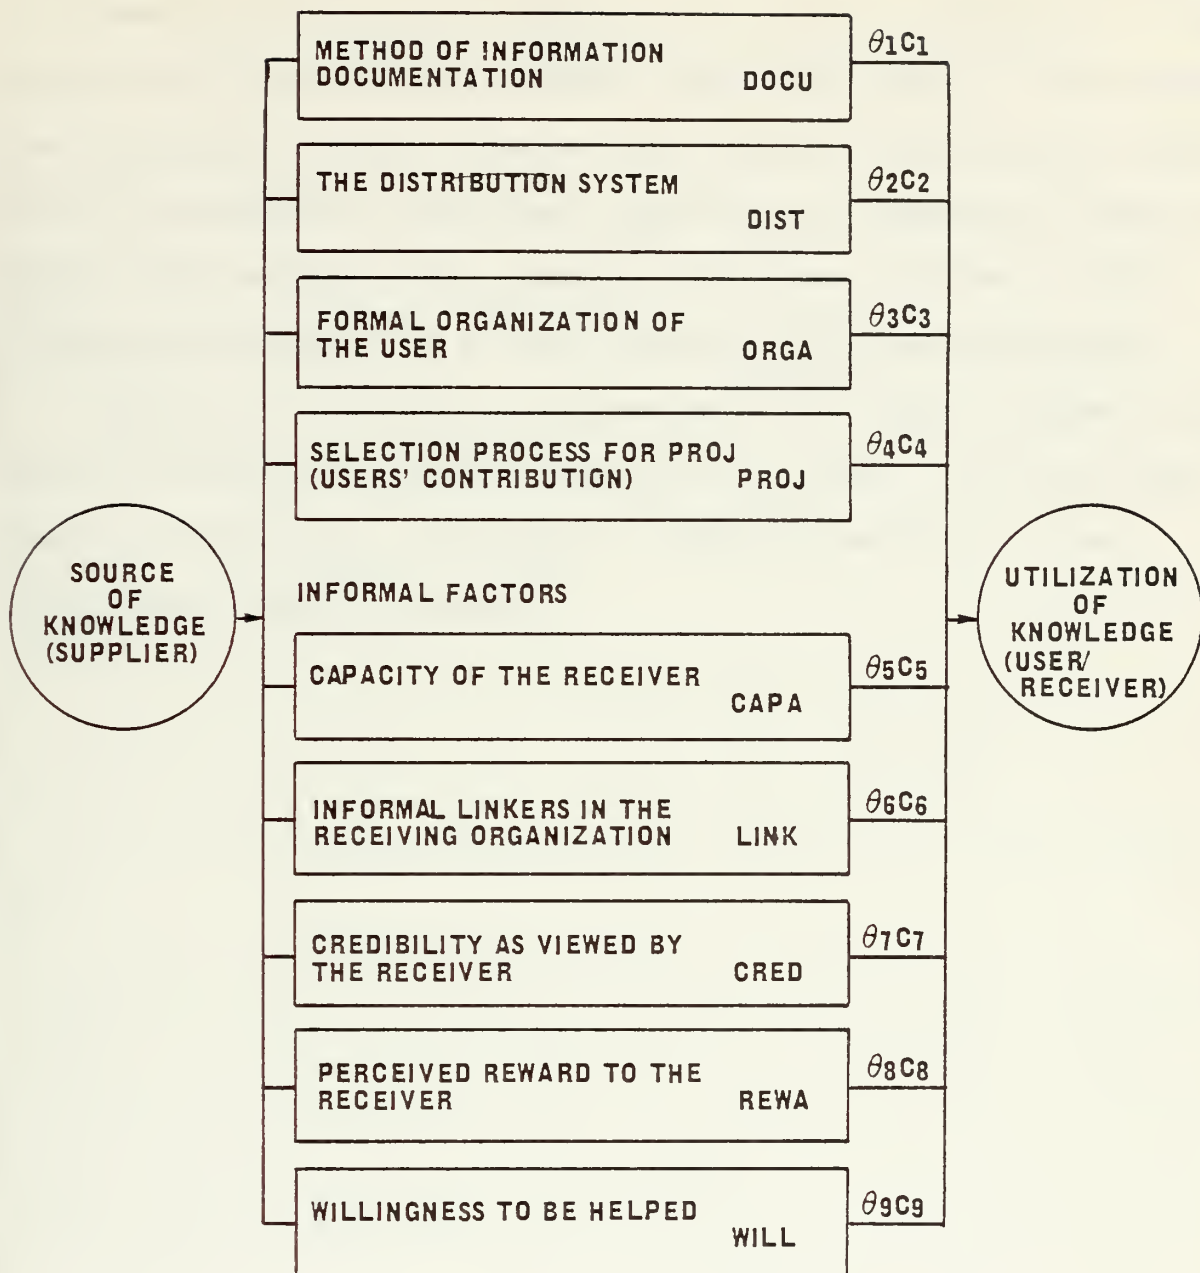 METHOD OF INFORMATION
DOCUMENTATION DOCU
θ1C1
THE DISTRIBUTION SYSTEM
DIST
θ2C2
FORMAL ORGANIZATION OF
THE USER ORGA
θ3C3
SELECTION PROCESS FOR PROJ
(USERS' CONTRIBUTION) PROJ
θ4C4
SOURCE
OF
KNOWLEDGE
(SUPPLIER)
INFORMAL FACTORS
UTILIZATION
OF
KNOWLEDGE
(USER/
RECEIVER)
CAPACITY OF THE RECEIVER
CAPA
θ5C5
INFORMAL LINKERS IN THE
RECEIVING ORGANIZATION LINK
θ6C6
CREDIBILITY AS VIEWED BY
THE RECEIVER CRED
θ7C7
PERCEIVED REWARD TO THE
RECEIVER REWA
θ8C8
WILLINGNESS TO BE HELPED
WILL
θ9C9